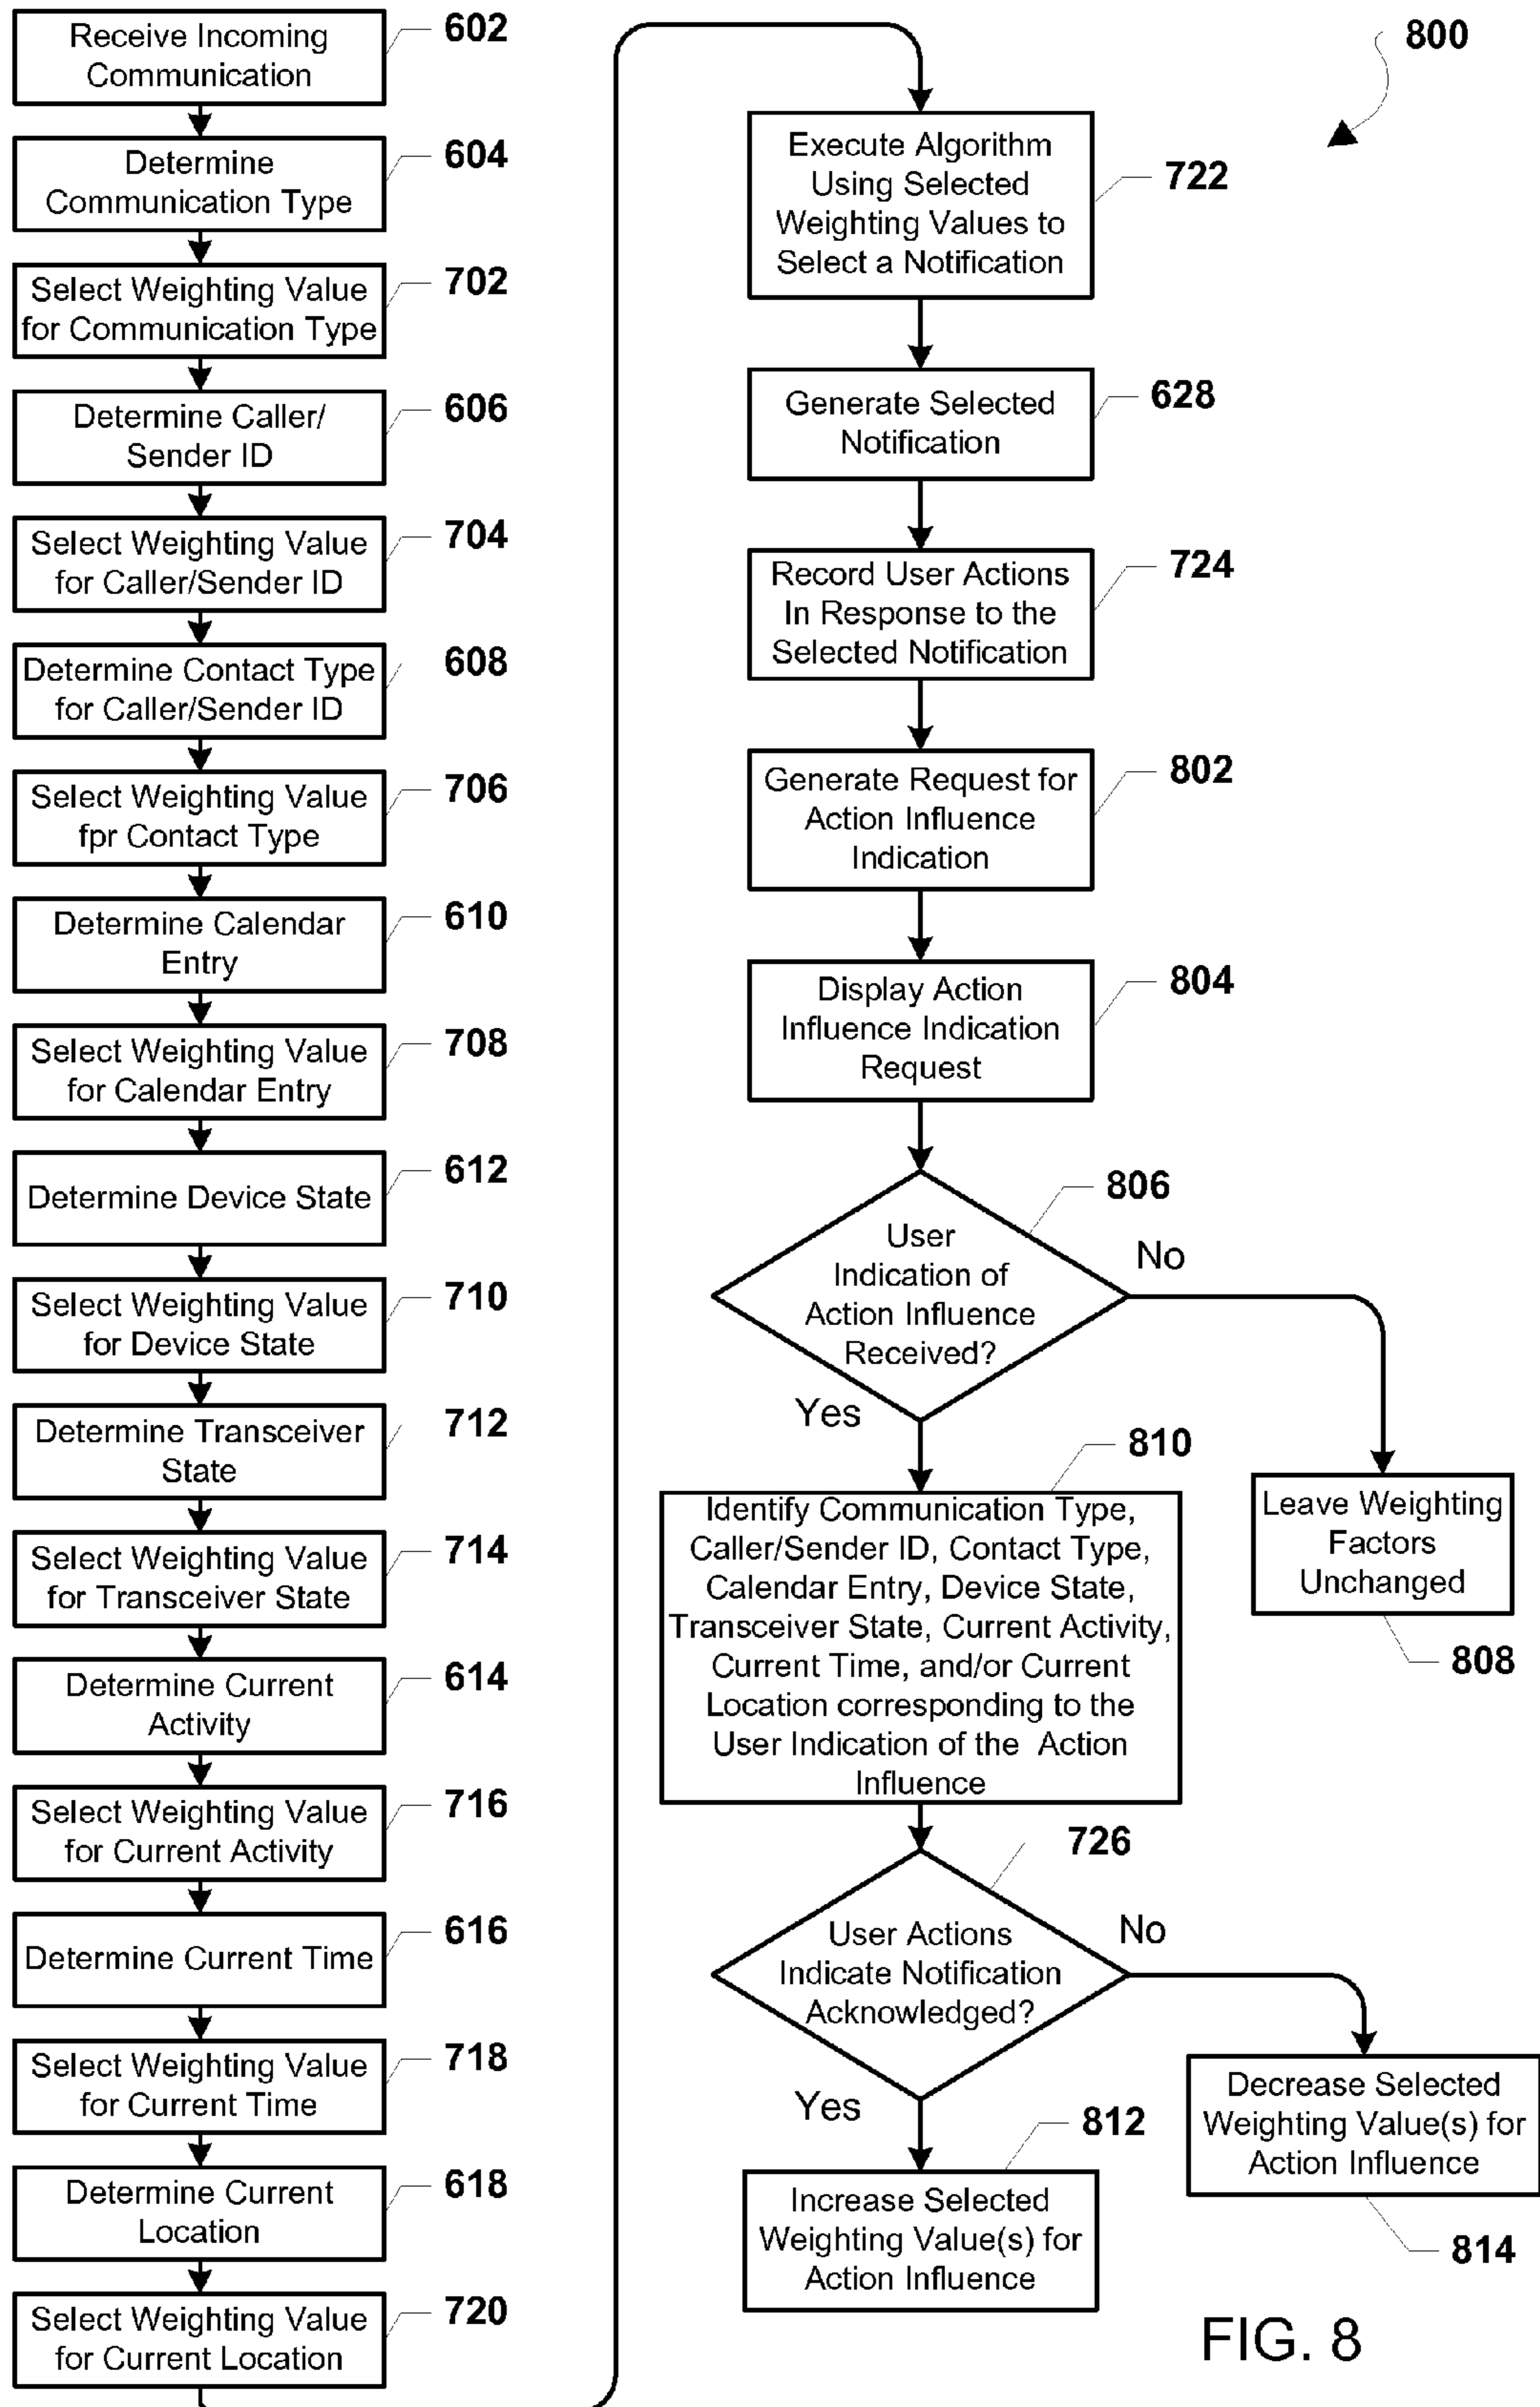 Receive Incoming
Communication
602
Determine
Communication Type
604
Select Weighting Value
for Communication Type
702
Determine Caller/
Sender ID
606
Select Weighting Value
for Caller/Sender ID
704
Determine Contact Type
for Caller/Sender ID
608
Select Weighting Value
fpr Contact Type
706
Determine Calendar
Entry
610
Select Weighting Value
for Calendar Entry
708
Determine Device State
612
Select Weighting Value
for Device State
710
Determine Transceiver
State
712
Select Weighting Value
for Transceiver State
714
Determine Current
Activity
614
Select Weighting Value
for Current Activity
716
Determine Current Time
616
Select Weighting Value
for Current Time
718
Determine Current
Location
618
Select Weighting Value
for Current Location
720
800
Execute Algorithm
Using Selected
Weighting Values to
Select a Notification
722
Generate Selected
Notification
628
Record User Actions
In Response to the
Selected Notification
724
Generate Request for
Action Influence
Indication
802
Display Action
Influence Indication
Request
804
User
Indication of
Action Influence
Received?
806
No
Yes
Leave Weighting
Factors
Unchanged
808
Identify Communication Type,
Caller/Sender ID, Contact Type,
Calendar Entry, Device State,
Transceiver State, Current Activity,
Current Time, and/or Current
Location corresponding to the
User Indication of the Action
Influence
810
User Actions
Indicate Notification
Acknowledged?
726
No
Yes
Decrease Selected
Weighting Value(s) for
Action Influence
814
Increase Selected
Weighting Value(s) for
Action Influence
812
FIG. 8